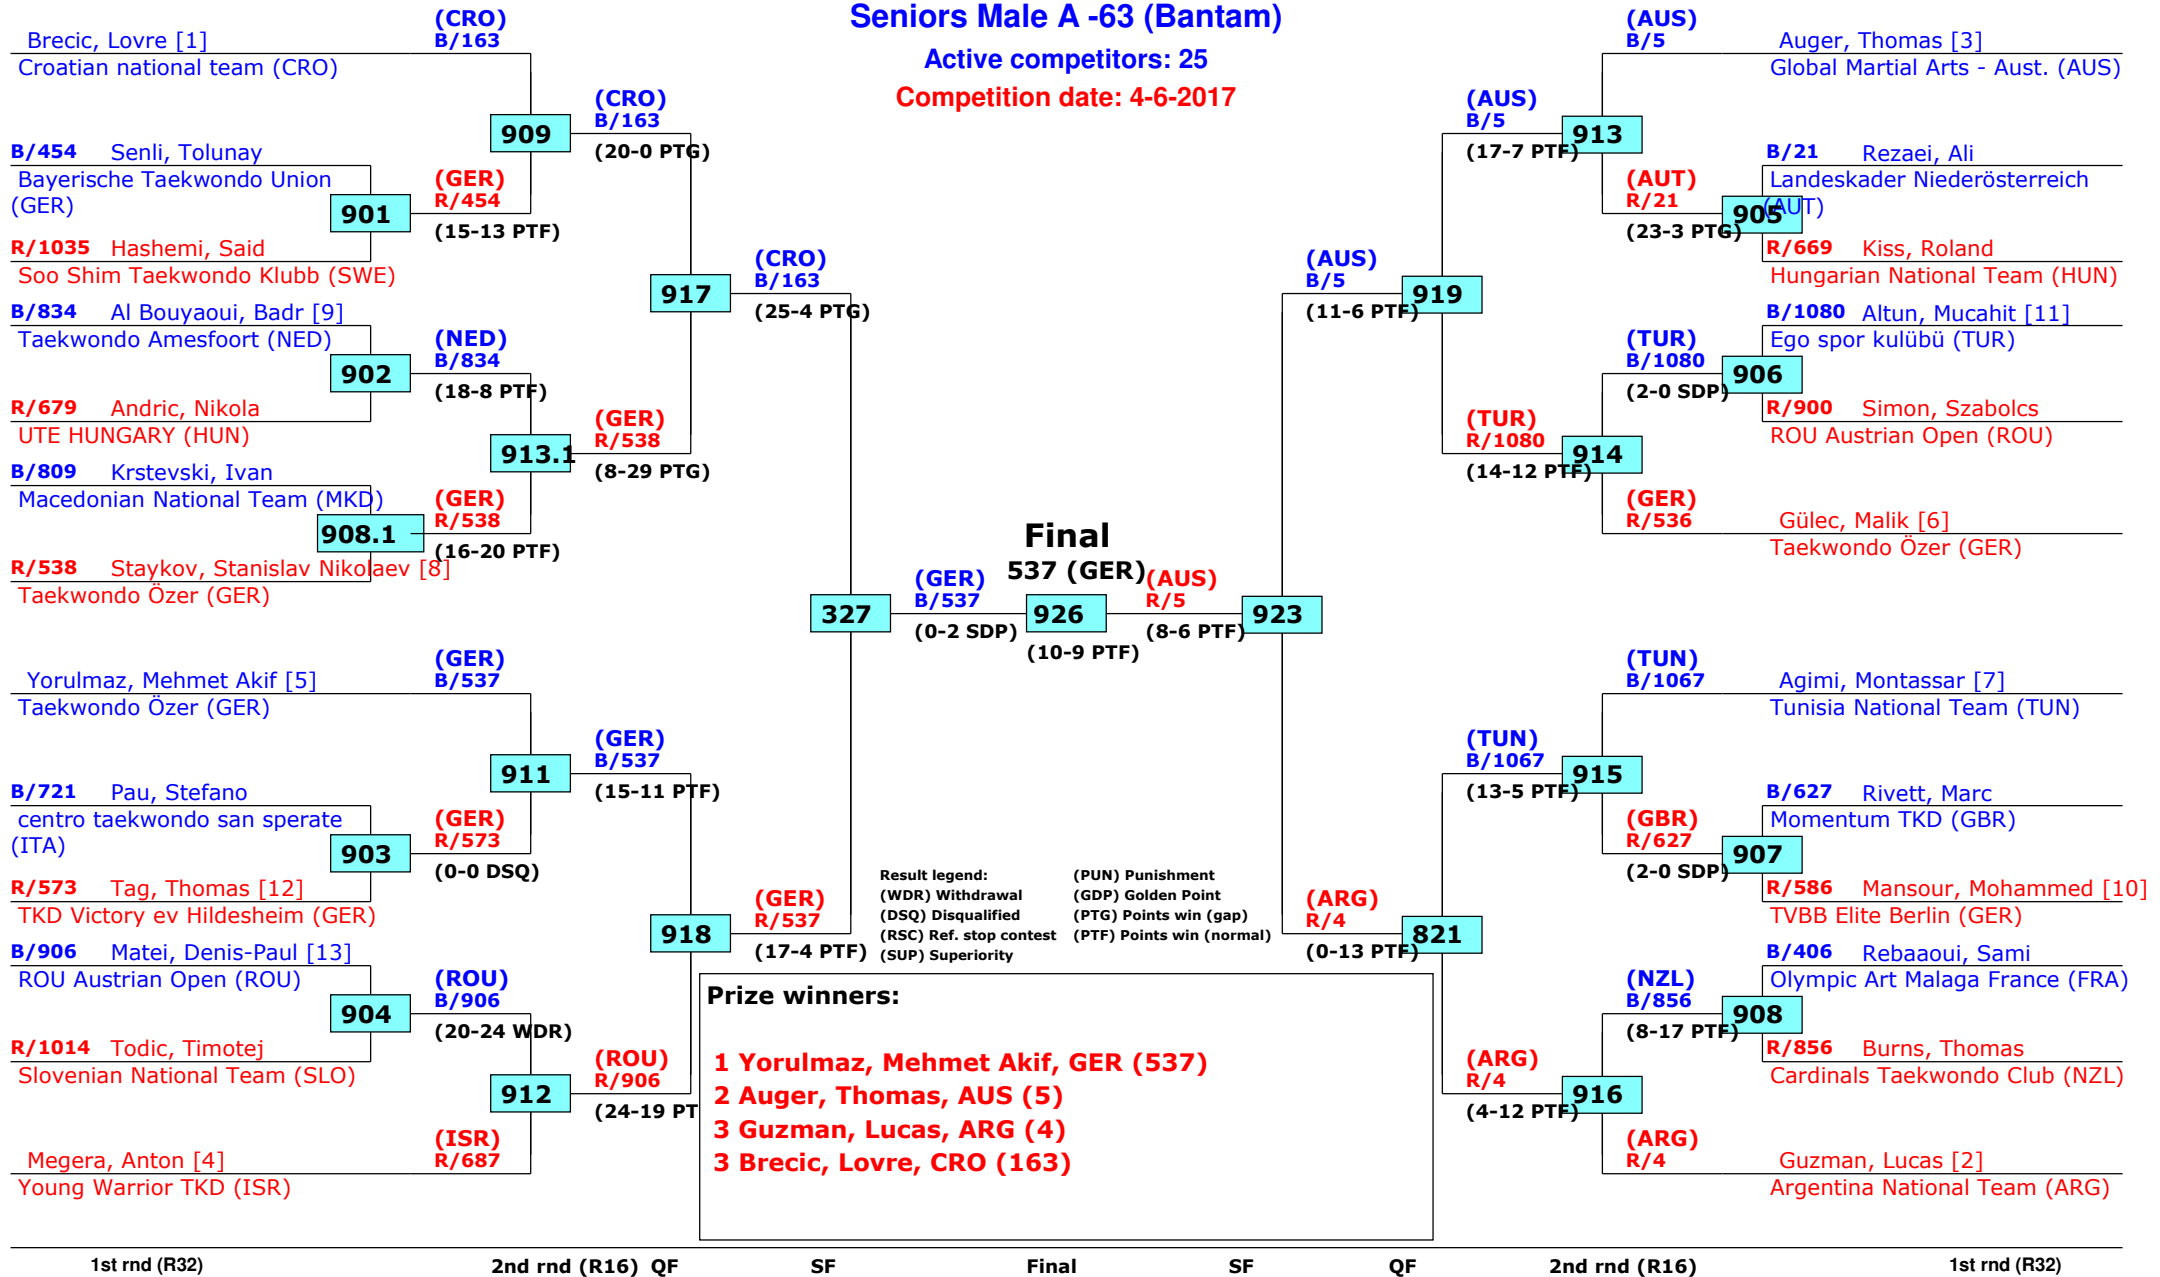 Seniors Male A -63 (Bantam)
Active competitors: 25
Competition date: 4-6-2017
Brecic, Lovre [1]
Croatian national team (CRO)
(CRO)
B/163
B/454 Senli, Tolunay
Bayerische Taekwondo Union
(GER)
901
R/1035 Hashemi, Said
Soo Shim Taekwondo Klubb (SWE)
(GER)
R/454
(15-13 PTF)
909
(CRO)
B/163
(20-0 PTG)
B/834 Al Bouyaoui, Badr [9]
Taekwondo Amesfoort (NED)
902
R/679 Andric, Nikola
UTE HUNGARY (HUN)
(NED)
B/834
(18-8 PTF)
B/809 Krstevski, Ivan
Macedonian National Team (MKD)
908.1
R/538 Staykov, Stanislav Nikolaev [8]
Taekwondo Özer (GER)
(GER)
R/538
(16-20 PTF)
913.1
(GER)
R/538
(8-29 PTG)
917
(CRO)
B/163
(25-4 PTG)
Yorulmaz, Mehmet Akif [5]
Taekwondo Özer (GER)
(GER)
B/537
B/721 Pau, Stefano
centro taekwondo san sperate
(ITA)
903
R/573 Tag, Thomas [12]
TKD Victory ev Hildesheim (GER)
(GER)
R/573
(0-0 DSQ)
911
(GER)
B/537
(15-11 PTF)
B/906 Matei, Denis-Paul [13]
ROU Austrian Open (ROU)
904
R/1014 Todic, Timotej
Slovenian National Team (SLO)
(ROU)
B/906
(20-24 WDR)
Megera, Anton [4]
Young Warrior TKD (ISR)
(ISR)
R/687
912
(ROU)
R/906
(24-19 PT
918
(GER)
R/537
(17-4 PTF)
327
(GER)
B/537
(0-2 SDP)
Final
537 (GER)
926
(10-9 PTF)
(AUS)
R/5
(8-6 PTF)
923
(AUS)
B/5
(11-6 PTF)
919
(AUS)
B/5
(17-7 PTF)
913
(AUS)
B/5
Auger, Thomas [3]
Global Martial Arts - Aust. (AUS)
(AUT)
R/21
(23-3 PTG)
905
B/21 Rezaei, Ali
Landeskader Niederösterreich
(AUT)
R/669 Kiss, Roland
Hungarian National Team (HUN)
(TUR)
R/1080
(14-12 PTF)
914
(TUR)
B/1080
(2-0 SDP)
906
B/1080 Altun, Mucahit [11]
Ego spor kulübü (TUR)
R/900 Simon, Szabolcs
ROU Austrian Open (ROU)
(GER)
R/536
Gülec, Malik [6]
Taekwondo Özer (GER)
(ARG)
R/4
(0-13 PTF)
821
(TUN)
B/1067
(13-5 PTF)
915
(TUN)
B/1067
Agimi, Montassar [7]
Tunisia National Team (TUN)
(GBR)
R/627
(2-0 SDP)
907
B/627 Rivett, Marc
Momentum TKD (GBR)
R/586 Mansour, Mohammed [10]
TVBB Elite Berlin (GER)
(ARG)
R/4
(4-12 PTF)
916
(NZL)
B/856
(8-17 PTF)
908
B/406 Rebaaoui, Sami
Olympic Art Malaga France (FRA)
R/856 Burns, Thomas
Cardinals Taekwondo Club (NZL)
(ARG)
R/4
Guzman, Lucas [2]
Argentina National Team (ARG)
Result legend:
(WDR) Withdrawal
(DSQ) Disqualified
(RSC) Ref. stop contest
(SUP) Superiority
(PUN) Punishment
(GDP) Golden Point
(PTG) Points win (gap)
(PTF) Points win (normal)
Prize winners:
1 Yorulmaz, Mehmet Akif, GER (537)
2 Auger, Thomas, AUS (5)
3 Guzman, Lucas, ARG (4)
3 Brecic, Lovre, CRO (163)
1st rnd (R32) 2nd rnd (R16) QF SF Final SF QF 2nd rnd (R16) 1st rnd (R32)